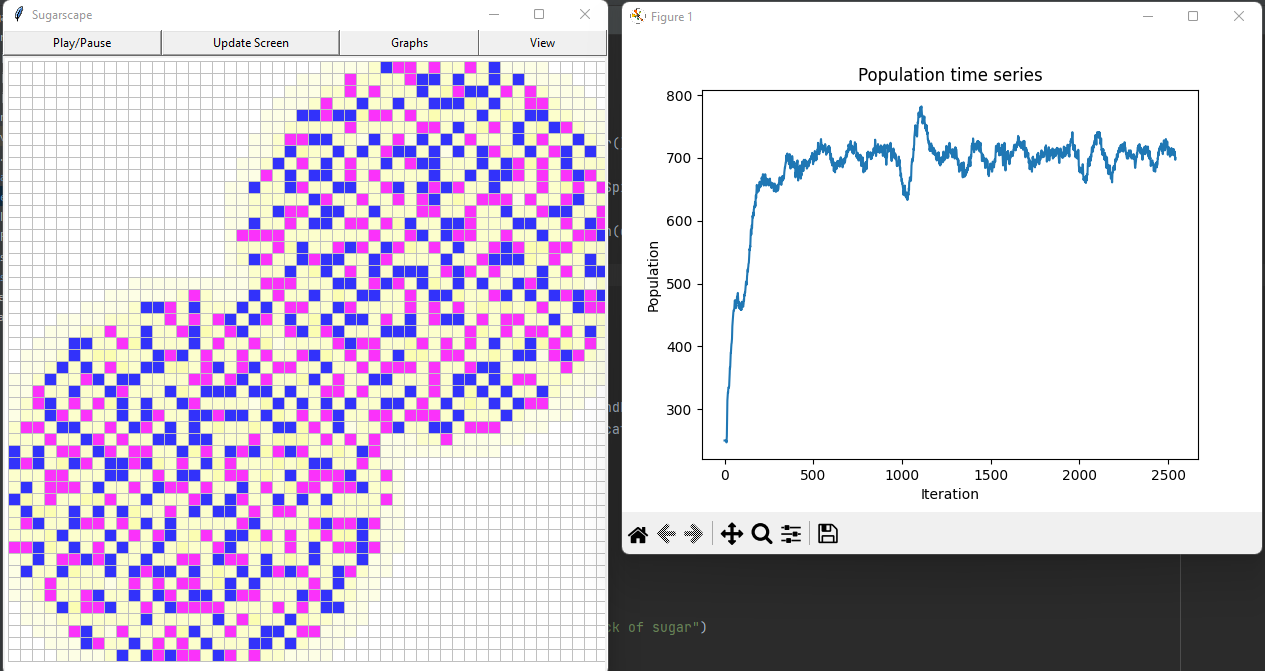 Sugarscape
Play/Pause Update Screen Graphs View
Figure 1
Population time series
800
700
600
500
400
300
Population
0 500 1000 1500 2000 2500
Iteration
ck of sugar")